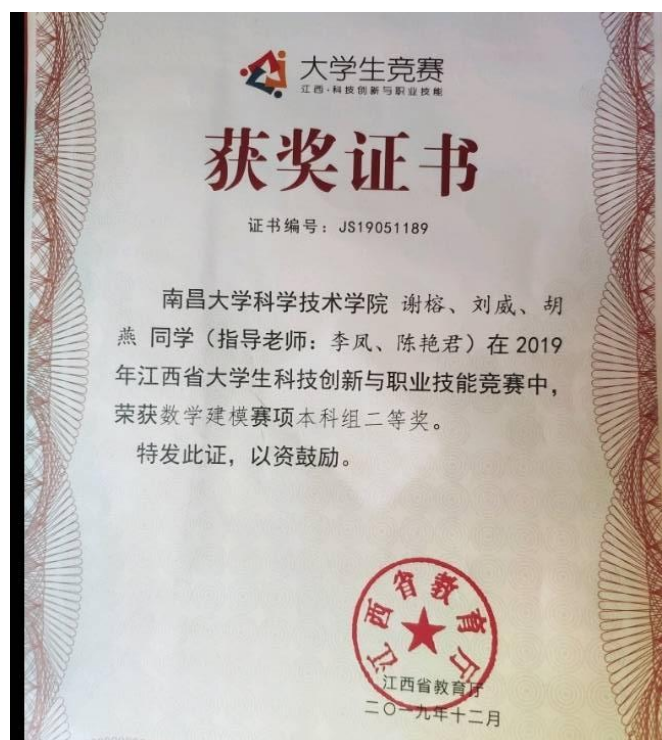 大学生竞赛
江西·科技创新与职业技能
获奖证书
证书编号：JS19051189
南昌大学科学技术学院 谢榕、刘威、胡
燕 同学（指导老师：李凤、陈艳君）在 2019
年江西省大学生科技创新与职业技能竞赛中，
荣获数学建模赛项本科组二等奖。
特发此证，以资鼓励。
江西省教育厅
江西省教育厅
二〇一九年十二月